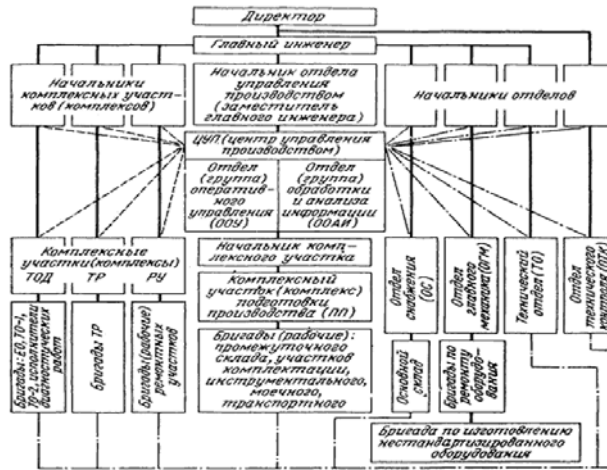 Директор
Главный инженер
Начальники
комплексных участ-
ков (комплексов)
Начальник отдела
управления
производством
(заместитель
главного инженера)
Начальники отделов
ЦУП (центр управления
производством)
Отдел
(группа)
оператив-
ного
управления
(ООУ)
Отдел
(группа)
обработки
и анализа
информации
(ООАИ)
Комплексные
участки (комплексы)
ТОД ТР РУ
Начальник комп-
лексного участка
Комплексный
участок (комплекс)
подготовки
производства (ПП)
Отдел
снабжения
(ОС)
Отдел
главного
механика (ОГМ)
Технический
отдел (ТО)
Отдел
технического
контроля (ОТК)
Бригады: ЕО, ТО-1,
ТО-2, исполнители
диагностических
работ
Бригады ТР
Бригады (рабочие)
ремонтных
участков
Бригады (рабочие):
промежуточного
склада, участков
комплектации,
инструментального,
моечного,
транспортного
Основной
склад
Бригады по
ремонту
оборудо-
вания
Бригада по изготовлению
нестандартизированного
оборудования